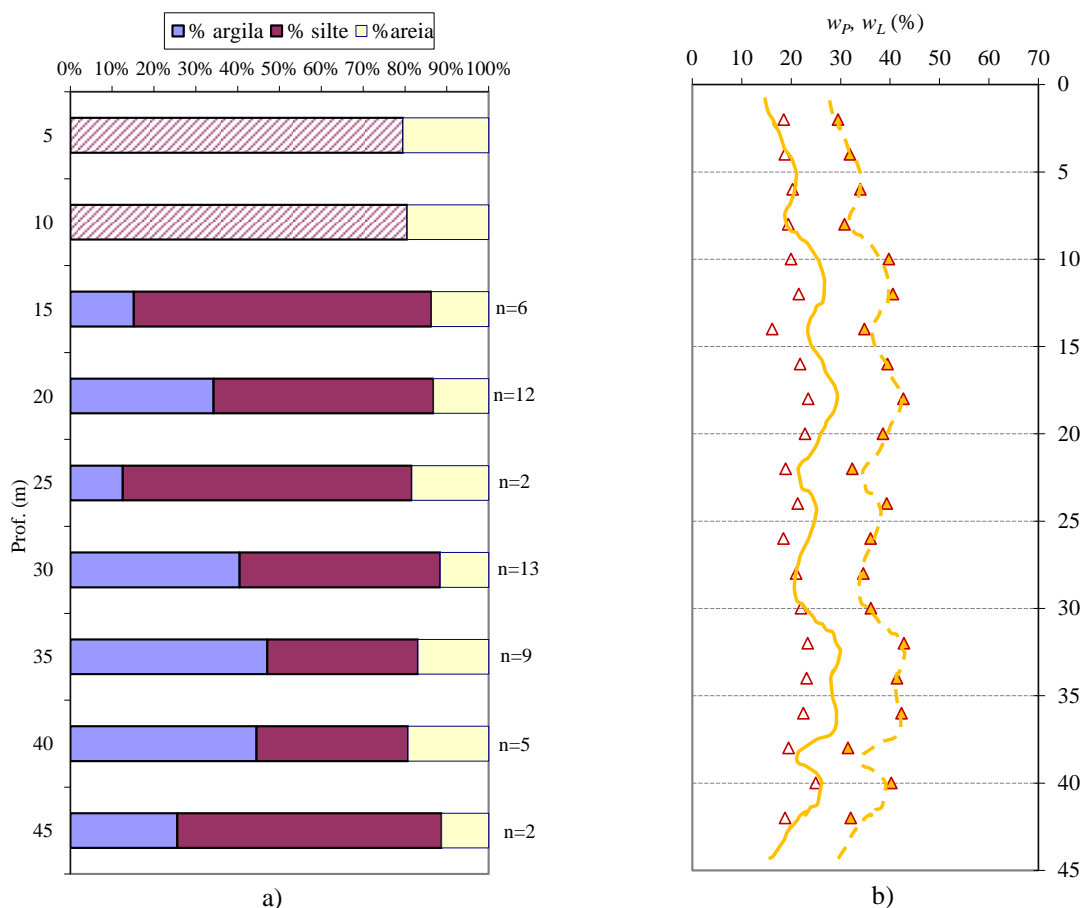 % argila % silte %areia
0% 10% 20% 30% 40% 50% 60% 70% 80% 90% 100%
5
10
15 n=6
20 n=12
25 n=2
Prof. (m)
30 n=13
35 n=9
40 n=5
45 n=2
a)
wP, wL (%)
0 10 20 30 40 50 60 70
0
5
10
15
20
25
30
35
40
45
b)